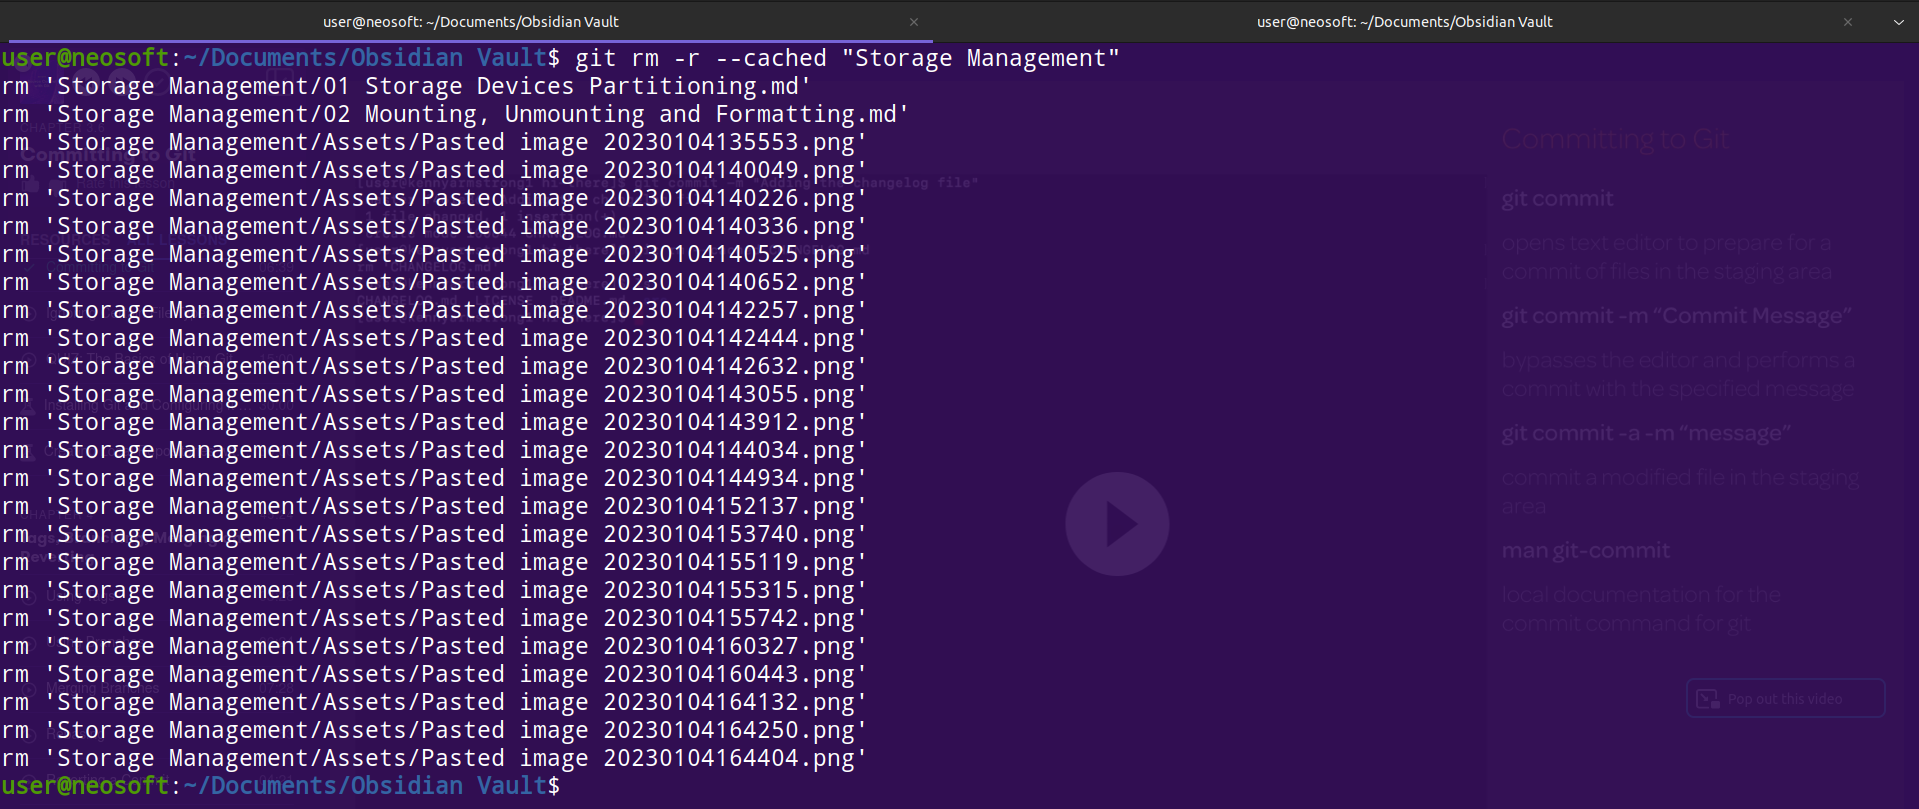 user@neosoft: ~/Documents/Obsidian Vault
user@neosoft: ~/Documents/Obsidian Vault
user@neosoft:~/Documents/Obsidian Vault$ git rm -r --cached "Storage Management"
rm 'Storage Management/01 Storage Devices Partitioning.md'
rm 'Storage Management/02 Mounting, Unmounting and Formatting.md'
rm 'Storage Management/Assets/Pasted image 20230104135553.png'
rm 'Storage Management/Assets/Pasted image 20230104140049.png'
rm 'Storage Management/Assets/Pasted image 20230104140226.png'
rm 'Storage Management/Assets/Pasted image 20230104140336.png'
rm 'Storage Management/Assets/Pasted image 20230104140525.png'
rm 'Storage Management/Assets/Pasted image 20230104140652.png'
rm 'Storage Management/Assets/Pasted image 20230104142257.png'
rm 'Storage Management/Assets/Pasted image 20230104142444.png'
rm 'Storage Management/Assets/Pasted image 20230104142632.png'
rm 'Storage Management/Assets/Pasted image 20230104143055.png'
rm 'Storage Management/Assets/Pasted image 20230104143912.png'
rm 'Storage Management/Assets/Pasted image 20230104144034.png'
rm 'Storage Management/Assets/Pasted image 20230104144934.png'
rm 'Storage Management/Assets/Pasted image 20230104152137.png'
rm 'Storage Management/Assets/Pasted image 20230104153740.png'
rm 'Storage Management/Assets/Pasted image 20230104155119.png'
rm 'Storage Management/Assets/Pasted image 20230104155315.png'
rm 'Storage Management/Assets/Pasted image 20230104155742.png'
rm 'Storage Management/Assets/Pasted image 20230104160327.png'
rm 'Storage Management/Assets/Pasted image 20230104160443.png'
rm 'Storage Management/Assets/Pasted image 20230104164132.png'
rm 'Storage Management/Assets/Pasted image 20230104164250.png'
rm 'Storage Management/Assets/Pasted image 20230104164404.png'
user@neosoft:~/Documents/Obsidian Vault$
Committing to Git
git commit
opens text editor to prepare for a
commit of files in the staging area
git commit -m “Commit Message”
bypasses the editor and performs a
commit with the specified message
git commit -a -m “message”
commit a modified file in the staging
area
man git-commit
local documentation for the
commit command for git
Pop out this video